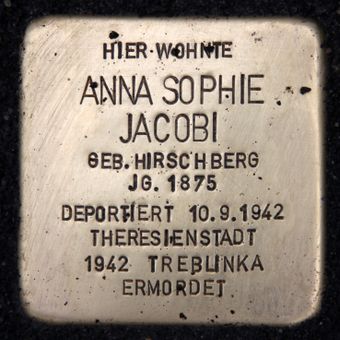 HIER WOHNTE
ANNA SOPHIE
JACOBI
GEB. HIRSCHBERG
JG. 1875
DEPORTIERT 10.9.1942
THERESIENSTADT
1942 TREBLINKA
ERMORDET